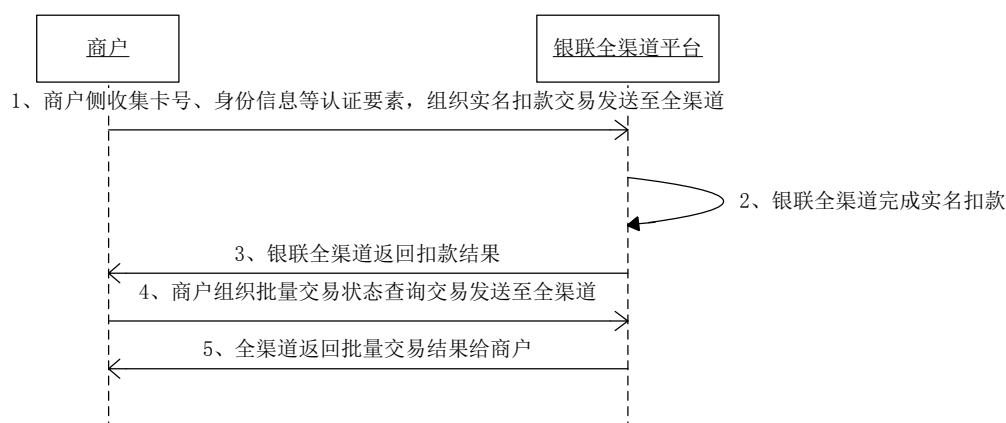 商户
银联全渠道平台
1、商户侧收集卡号、身份信息等认证要素，组织实名扣款交易发送至全渠道
2、银联全渠道完成实名扣款
3、银联全渠道返回扣款结果
4、商户组织批量交易状态查询交易发送至全渠道
5、全渠道返回批量交易结果给商户